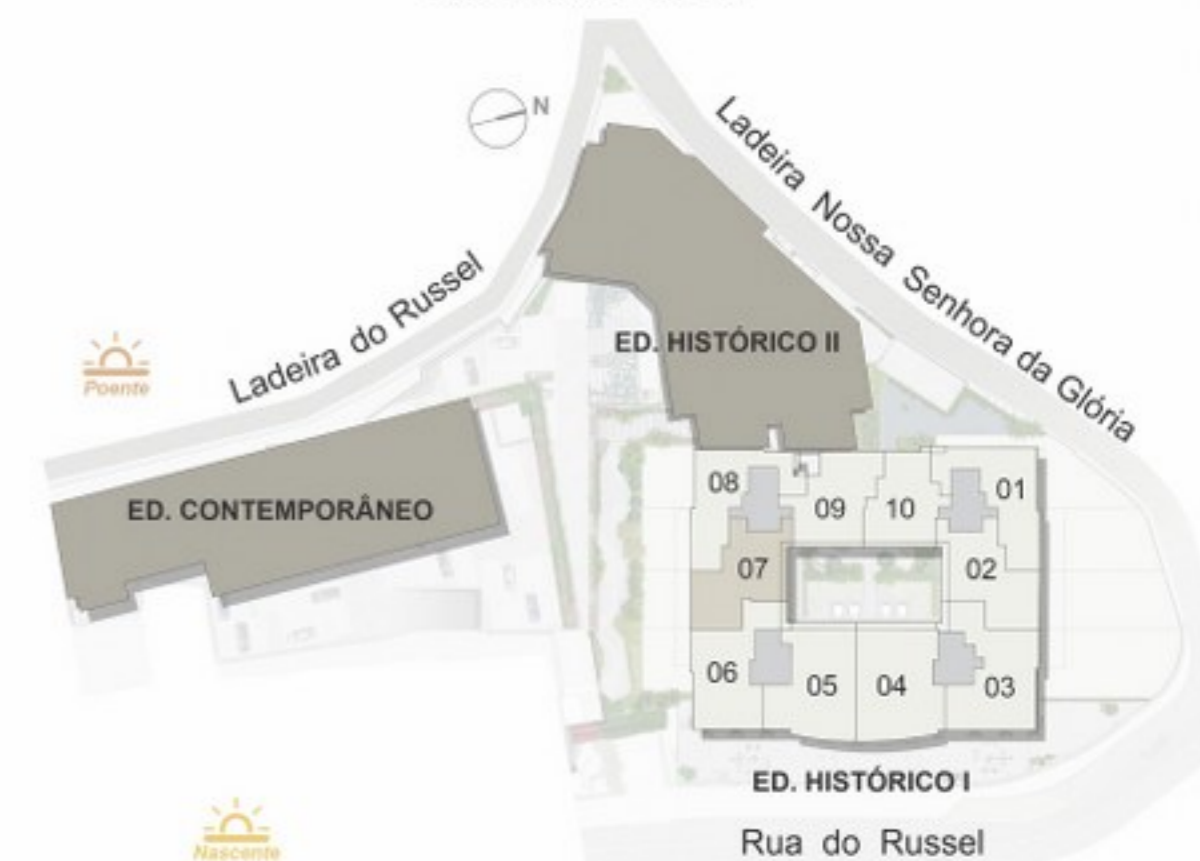 N
Ladeira Nossa Senhora da Glória
Ladeira do Russel
Poente
ED. HISTÓRICO II
ED. CONTEMPORÂNEO
08
09
10
01
07
02
06
05
04
03
ED. HISTÓRICO I
Rua do Russel
Nascente